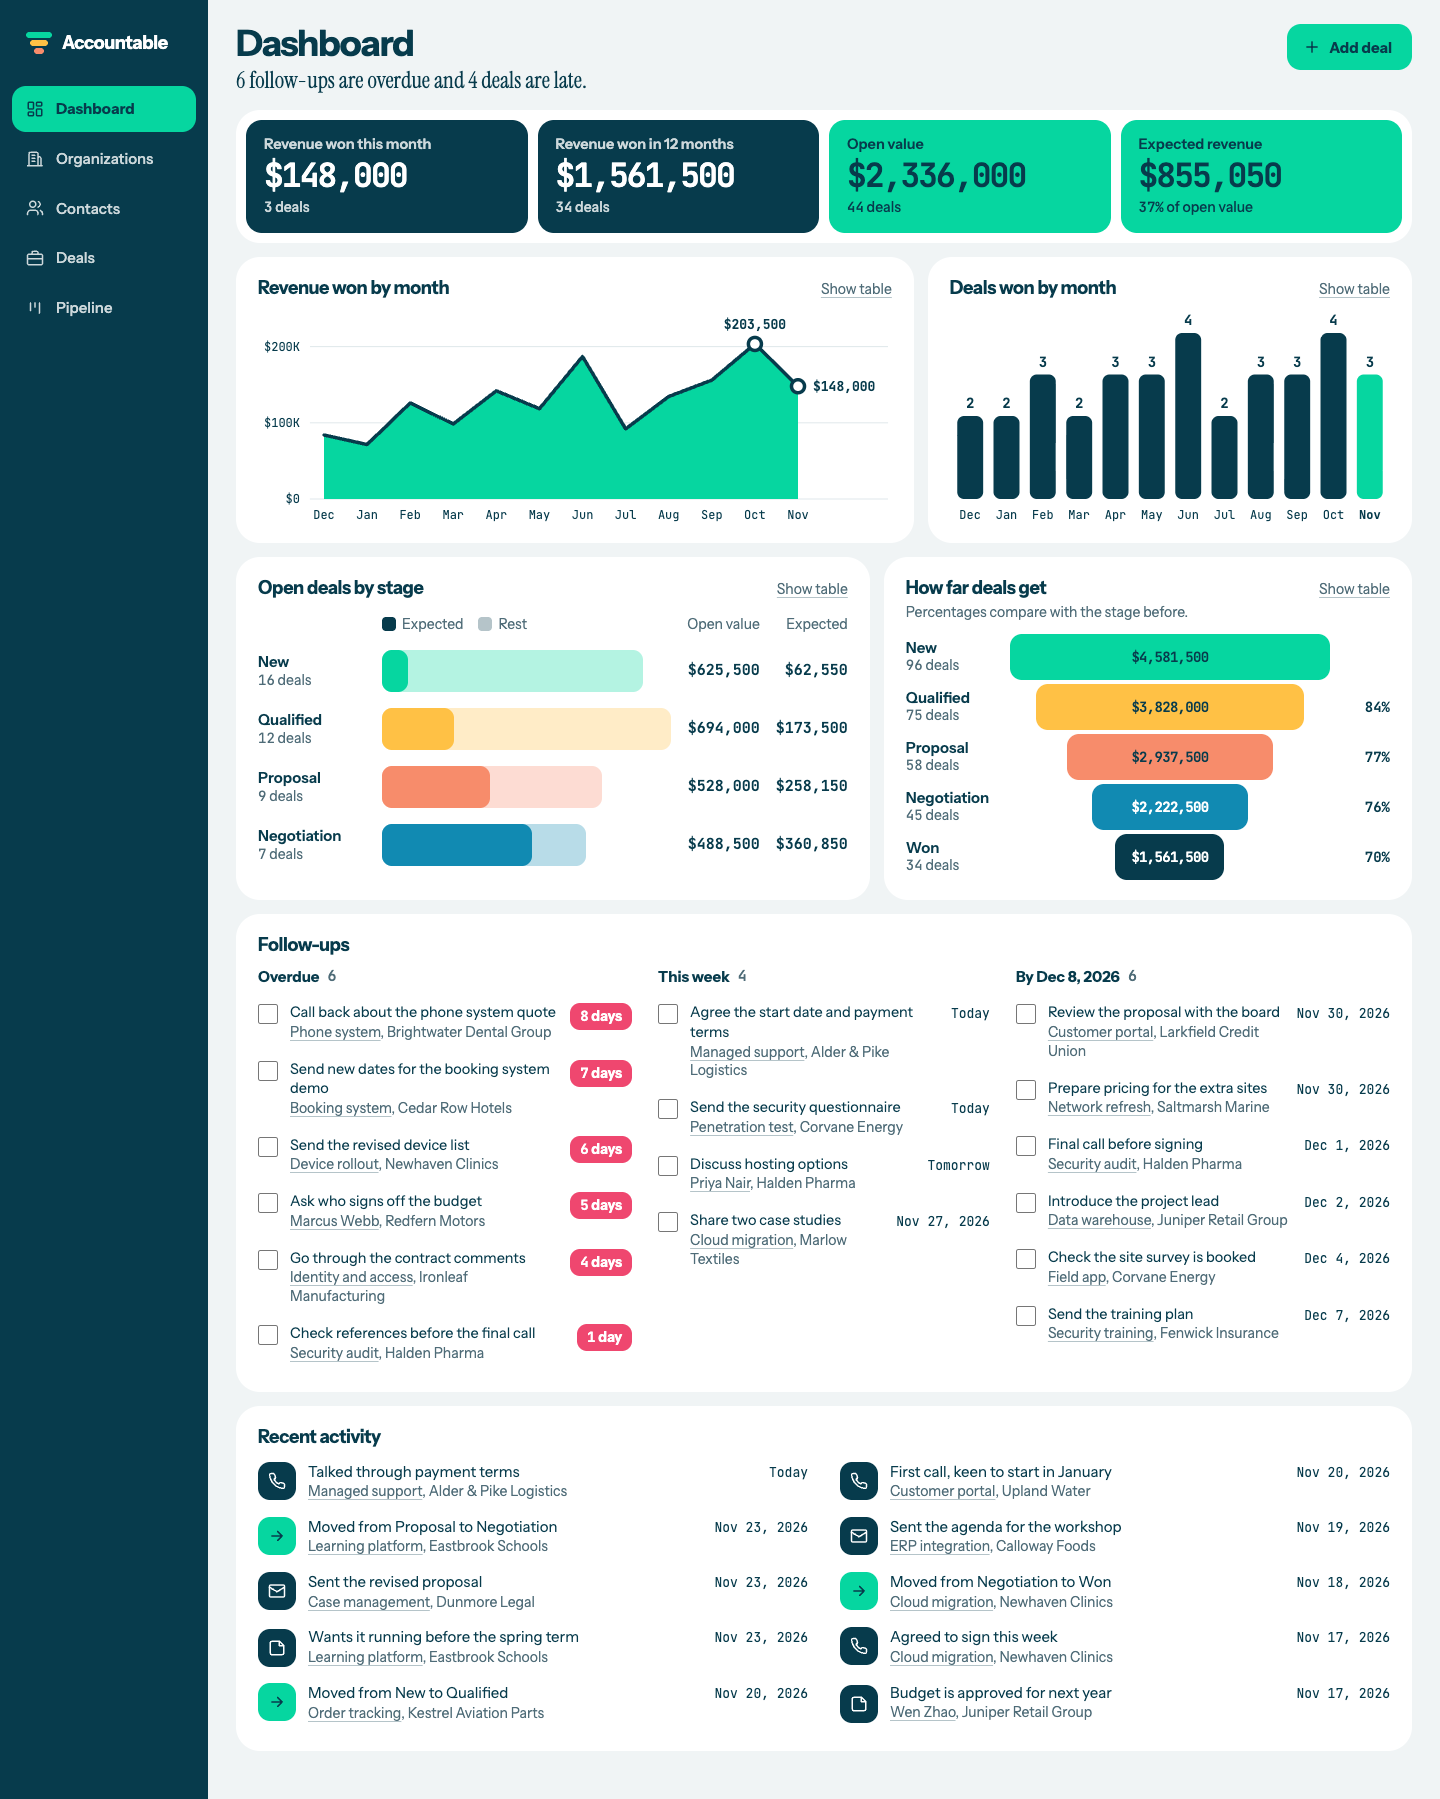 Accountable
Dashboard
Organizations
Contacts
Deals
Pipeline
Dashboard
6 follow-ups are overdue and 4 deals are late.
Add deal
Revenue won this month
$148,000
3 deals
Revenue won in 12 months
$1,561,500
34 deals
Open value
$2,336,000
44 deals
Expected revenue
$855,050
37% of open value
Revenue won by month
Show table
$203,500
$200K
$148,000
$100K
$0
Dec Jan Feb Mar Apr May Jun Jul Aug Sep Oct Nov
Deals won by month
Show table
2 2 3 2 3 3 4 2 3 3 4 3
Dec Jan Feb Mar Apr May Jun Jul Aug Sep Oct Nov
Open deals by stage
Show table
Expected Rest Open value Expected
New
16 deals
$625,500 $62,550
Qualified
12 deals
$694,000 $173,500
Proposal
9 deals
$528,000 $258,150
Negotiation
7 deals
$488,500 $360,850
How far deals get
Show table
Percentages compare with the stage before.
New
96 deals
$4,581,500
Qualified
75 deals
$3,828,000
84%
Proposal
58 deals
$2,937,500
77%
Negotiation
45 deals
$2,222,500
76%
Won
34 deals
$1,561,500
70%
Follow-ups
Overdue 6
Call back about the phone system quote
Phone system, Brightwater Dental Group
8 days
Send new dates for the booking system
demo
Booking system, Cedar Row Hotels
7 days
Send the revised device list
Device rollout, Newhaven Clinics
6 days
Ask who signs off the budget
Marcus Webb, Redfern Motors
5 days
Go through the contract comments
Identity and access, Ironleaf
Manufacturing
4 days
Check references before the final call
Security audit, Halden Pharma
1 day
This week 4
Agree the start date and payment
terms
Managed support, Alder & Pike
Logistics
Today
Send the security questionnaire
Penetration test, Corvane Energy
Today
Discuss hosting options
Priya Nair, Halden Pharma
Tomorrow
Share two case studies
Cloud migration, Marlow
Textiles
Nov 27, 2026
By Dec 8, 2026 6
Review the proposal with the board
Customer portal, Larkfield Credit
Union
Nov 30, 2026
Prepare pricing for the extra sites
Network refresh, Saltmarsh Marine
Nov 30, 2026
Final call before signing
Security audit, Halden Pharma
Dec 1, 2026
Introduce the project lead
Data warehouse, Juniper Retail Group
Dec 2, 2026
Check the site survey is booked
Field app, Corvane Energy
Dec 4, 2026
Send the training plan
Security training, Fenwick Insurance
Dec 7, 2026
Recent activity
Talked through payment terms
Managed support, Alder & Pike Logistics
Today
Moved from Proposal to Negotiation
Learning platform, Eastbrook Schools
Nov 23, 2026
Sent the revised proposal
Case management, Dunmore Legal
Nov 23, 2026
Wants it running before the spring term
Learning platform, Eastbrook Schools
Nov 23, 2026
Moved from New to Qualified
Order tracking, Kestrel Aviation Parts
Nov 20, 2026
First call, keen to start in January
Customer portal, Upland Water
Nov 20, 2026
Sent the agenda for the workshop
ERP integration, Calloway Foods
Nov 19, 2026
Moved from Negotiation to Won
Cloud migration, Newhaven Clinics
Nov 18, 2026
Agreed to sign this week
Cloud migration, Newhaven Clinics
Nov 17, 2026
Budget is approved for next year
Wen Zhao, Juniper Retail Group
Nov 17, 2026